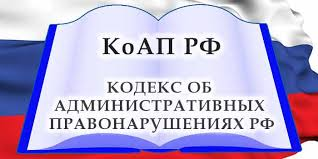 КоАП РФ
КОДЕКС ОБ
АДМИНИСТРАТИВНЫХ
ПРАВОНАРУШЕНИЯХ РФ